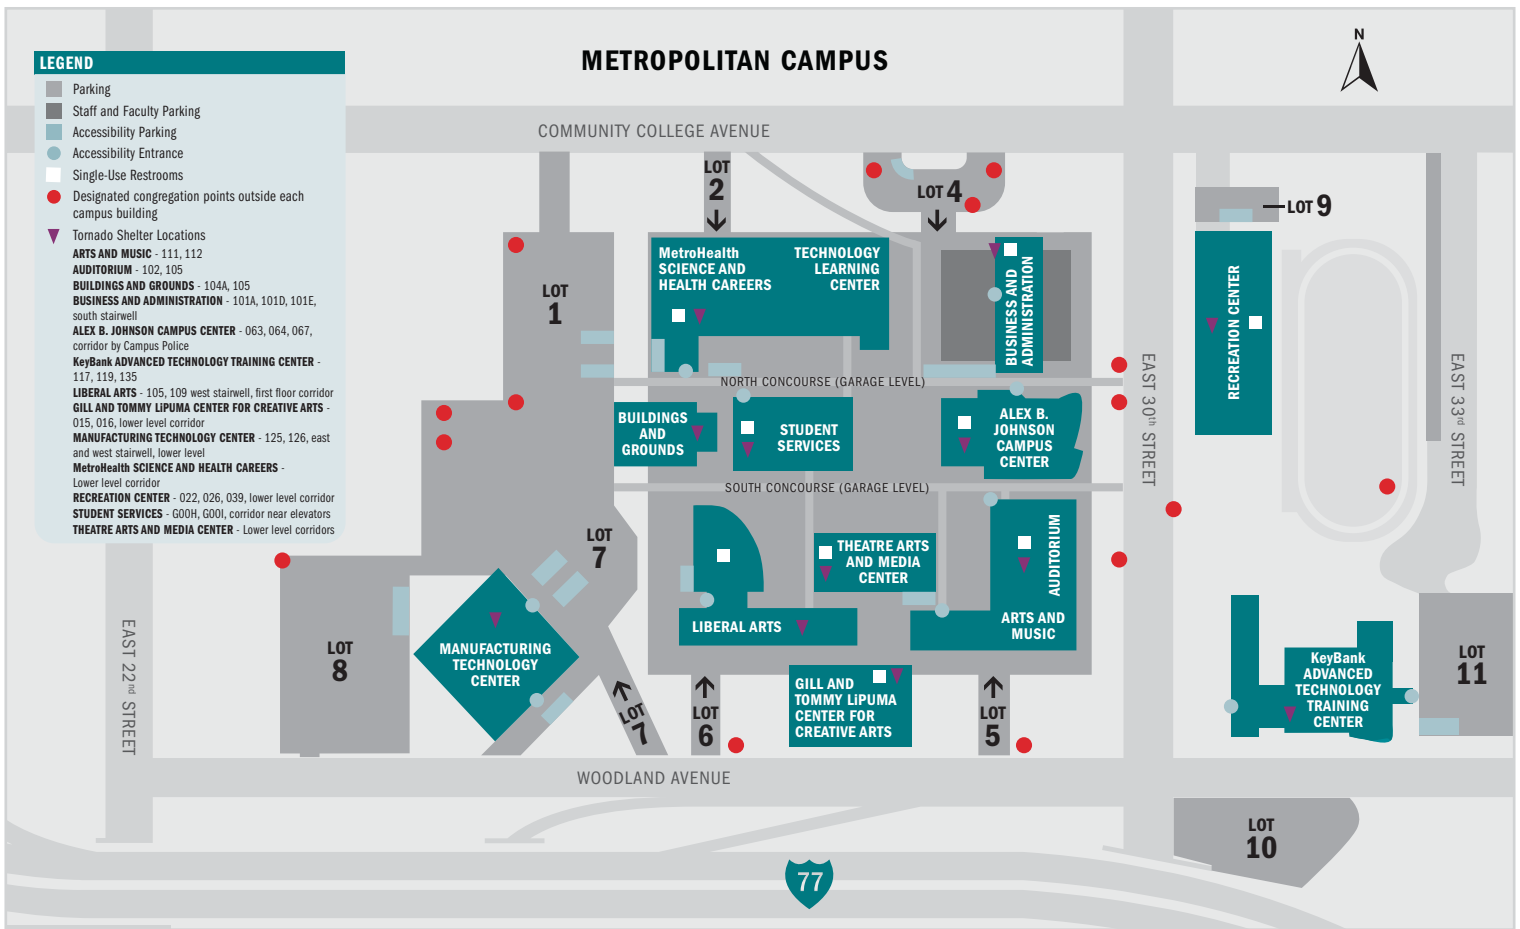 METROPOLITAN CAMPUS
N
LEGEND
Parking
Staff and Faculty Parking
Accessibility Parking
Accessibility Entrance
Single-Use Restrooms
Designated congregation points outside each
campus building
Tornado Shelter Locations
ARTS AND MUSIC - 111, 112
AUDITORIUM - 102, 105
BUILDINGS AND GROUNDS - 104A, 105
BUSINESS AND ADMINISTRATION - 101A, 101D, 101E,
south stairwell
ALEX B. JOHNSON CAMPUS CENTER - 063, 064, 067,
corridor by Campus Police
KeyBank ADVANCED TECHNOLOGY TRAINING CENTER -
117, 119, 135
LIBERAL ARTS - 105, 109 west stairwell, first floor corridor
GILL AND TOMMY LiPUMA CENTER FOR CREATIVE ARTS -
015, 016, lower level corridor
MANUFACTURING TECHNOLOGY CENTER - 125, 126, east
and west stairwell, lower level
MetroHealth SCIENCE AND HEALTH CAREERS -
Lower level corridor
RECREATION CENTER - 022, 026, 039, lower level corridor
STUDENT SERVICES - G00H, G00I, corridor near elevators
THEATRE ARTS AND MEDIA CENTER - Lower level corridors
COMMUNITY COLLEGE AVENUE
LOT
2
LOT 4
LOT 9
MetroHealth
SCIENCE AND
HEALTH CAREERS
TECHNOLOGY
LEARNING
CENTER
BUSINESS AND
ADMINISTRATION
RECREATION CENTER
LOT
1
EAST 30th STREET
EAST 33rd STREET
NORTH CONCOURSE (GARAGE LEVEL)
BUILDINGS
AND
GROUNDS
STUDENT
SERVICES
ALEX B.
JOHNSON
CAMPUS
CENTER
SOUTH CONCOURSE (GARAGE LEVEL)
LOT
7
THEATRE ARTS
AND MEDIA
CENTER
AUDITORIUM
LIBERAL ARTS
ARTS AND
MUSIC
EAST 22nd STREET
LOT
8
MANUFACTURING
TECHNOLOGY
CENTER
KeyBank
ADVANCED
TECHNOLOGY
TRAINING
CENTER
LOT
11
LOT
7
LOT
6
GILL AND
TOMMY LiPUMA
CENTER FOR
CREATIVE ARTS
LOT
5
WOODLAND AVENUE
LOT
10
77